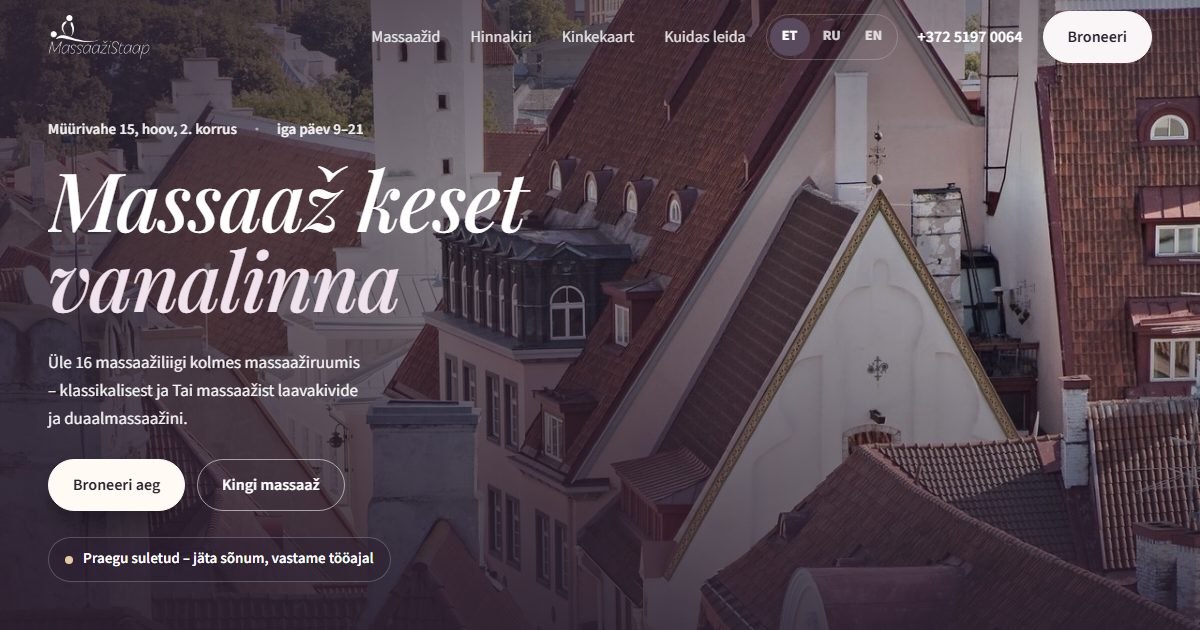 MassaažiStaap
Massaažid
Hinnakiri
Kinkekaart
Kuidas leida
ET
RU
EN
+372 5197 0064
Broneeri
Müürivahe 15, hoov, 2. korrus · iga päev 9–21
Massaaž keset
vanalinna
Üle 16 massaažiliigi kolmes massaažiruumis
– klassikalisest ja Tai massaažist laavakivide
ja duaalmassaažini.
Broneeri aeg
Kingi massaaž
Praegu suletud – jäta sõnum, vastame tööajal